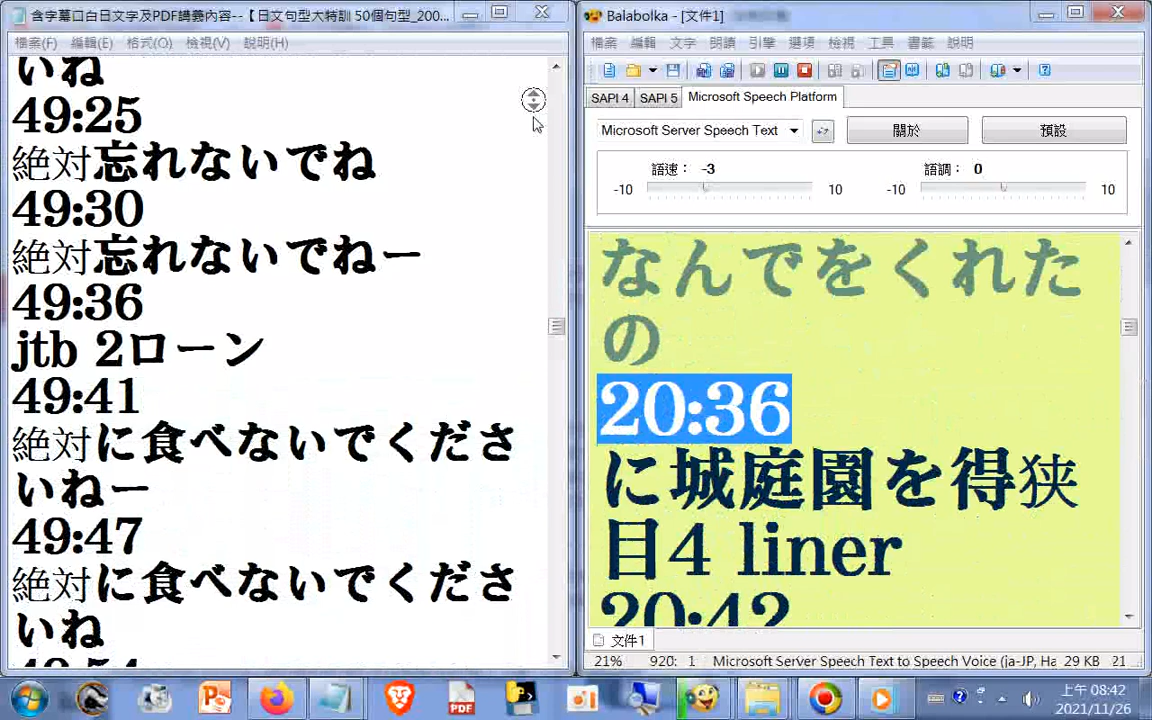 含字幕口白日文字及PDF講義內容--【日文句型大特訓 50個句型_200...
檔案(F) 編輯(E) 格式(O) 檢視(V) 說明(H)
いね
49:25
絶対忘れないでね
49:30
絶対忘れないでねー
49:36
jtb 2ローン
49:41
絶対に食べないでくださ
いねー
49:47
絶対に食べないでくださ
いね
49:54
Balabolka - [文件1]
檔案 編輯 文字 朗讀 引擎 選項 檢視 工具 書籤 說明
SAPI 4 SAPI 5 Microsoft Speech Platform
Microsoft Server Speech Text 關於 預設
語速: -3 語調: 0
-10 10 -10 10
なんでをくれた
の
20:36
に城庭園を得狭
目4 liner
20:42
文件1
21% 920: 1 Microsoft Server Speech Text to Speech Voice (ja-JP, Ha 29 KB 21
上午 08:42
2021/11/26